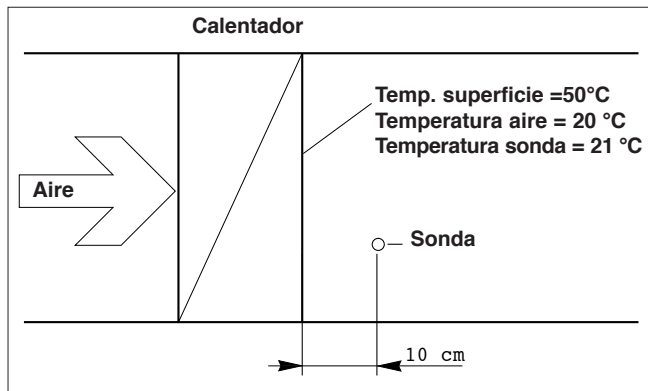 Calentador
Temp. superficie =50°C
Temperatura aire = 20 °C
Temperatura sonda = 21 °C
Aire
Sonda
10 cm